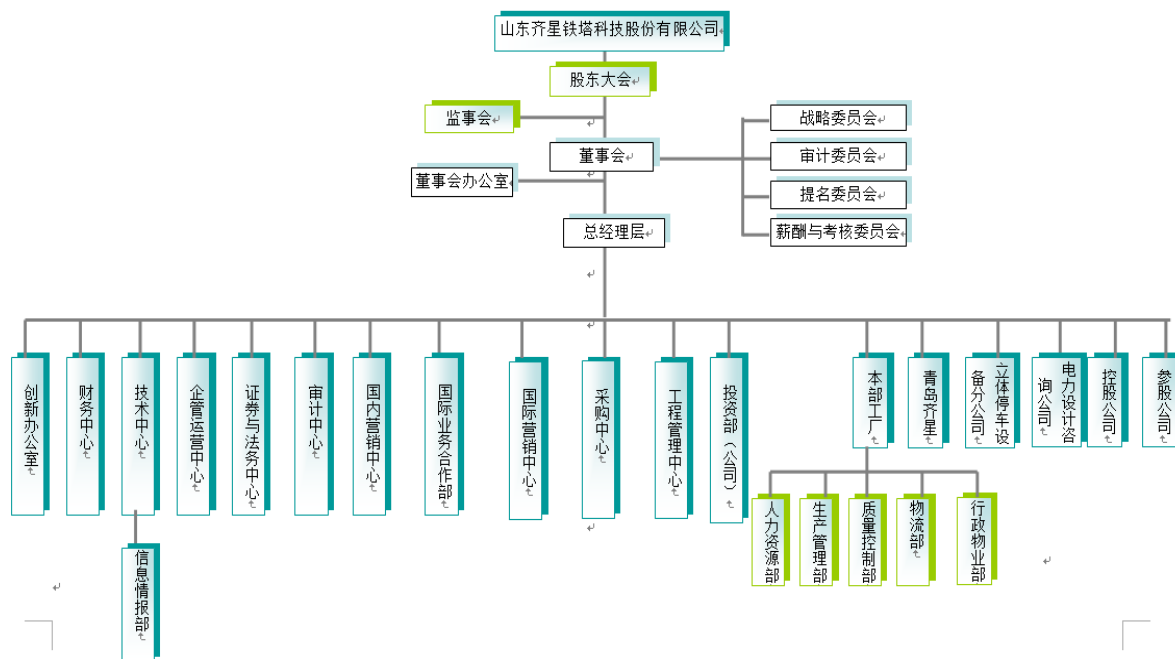 山东齐星铁塔科技股份有限公司
股东大会
监事会
战略委员会
董事会
审计委员会
董事会办公室
提名委员会
总经理层
薪酬与考核委员会
创新办公室
财务中心
技术中心
企管运营中心
证券与法务中心
审计中心
国内营销中心
国际业务合作部
国际营销中心
采购中心
工程管理中心
投资部（公司）
本部工厂
青岛齐星
立体停车设
备分公司
电力设计咨
询公司
控股公司
参股公司
人力资源部
生产管理部
质量控制部
物流部
行政物业部
信息情报部